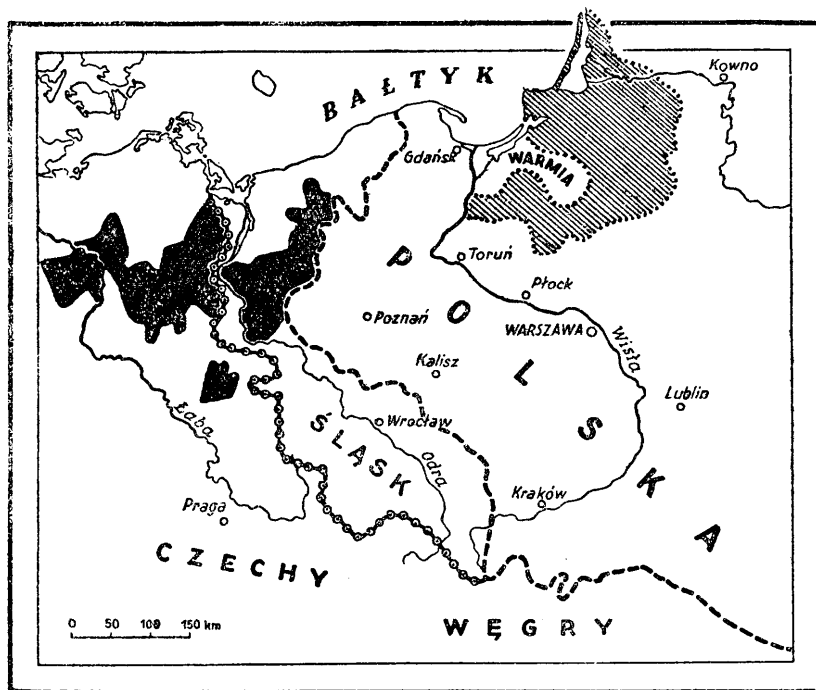 BAŁTYK
Kowno
Gdańsk
WARMIA
Toruń
Płock
POLSKA
Poznań
WARSZAWA
Wisła
Kalisz
Lublin
Łaba
Wrocław
ŚLĄSK
Odra
Kraków
Praga
CZECHY
WĘGRY
0 50 100 150 km